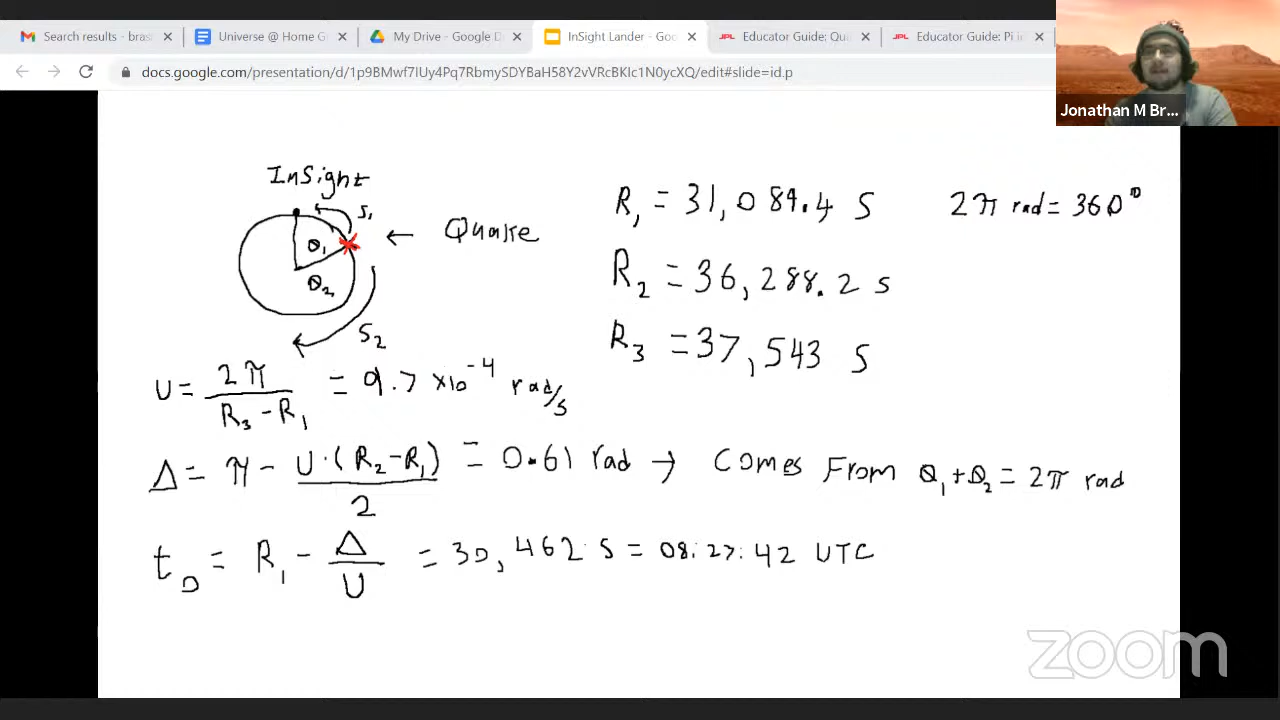 Search results - bras
Universe @ Home G
My Drive - Google D
InSight Lander - Goo
JPL Educator Guide: Qu
JPL Educator Guide: Pi i
docs.google.com/presentation/d/1p9BMwf7IUy4Pq7RbmySDYBaH58Y2vVRcBKIc1N0ycXQ/edit#slide=id.p
Jonathan M Br...
InSight
S₁
θ₁
θ₂
S₂
← Quake
R₁ = 31,089.4 S
2π rad = 360°
R₂ = 36,288.2 s
R₃ = 37,543 S
U = 2π / (R₃ - R₁) = 9.7 x10⁻⁴ rad/s
Δ = π - U·(R₂-R₁) / 2 = 0.61 rad → Comes From θ₁+θ₂ = 2π rad
t₀ = R₁ - Δ/U = 30,462 S = 08:27:42 UTC
zoom